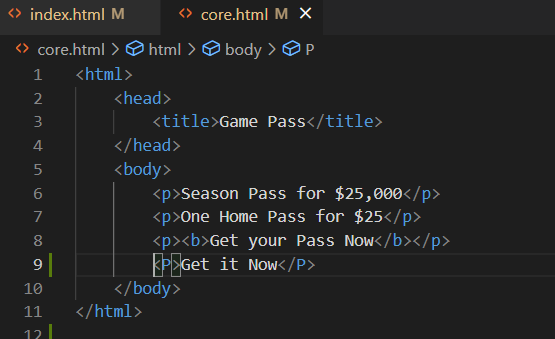 index.html M core.html M
core.html > html > body > P
1 <html>
2 <head>
3 <title>Game Pass</title>
4 </head>
5 <body>
6 <p>Season Pass for $25,000</p>
7 <p>One Home Pass for $25</p>
8 <p><b>Get your Pass Now</b></p>
9 <P>Get it Now</P>
10 </body>
11 </html>
12